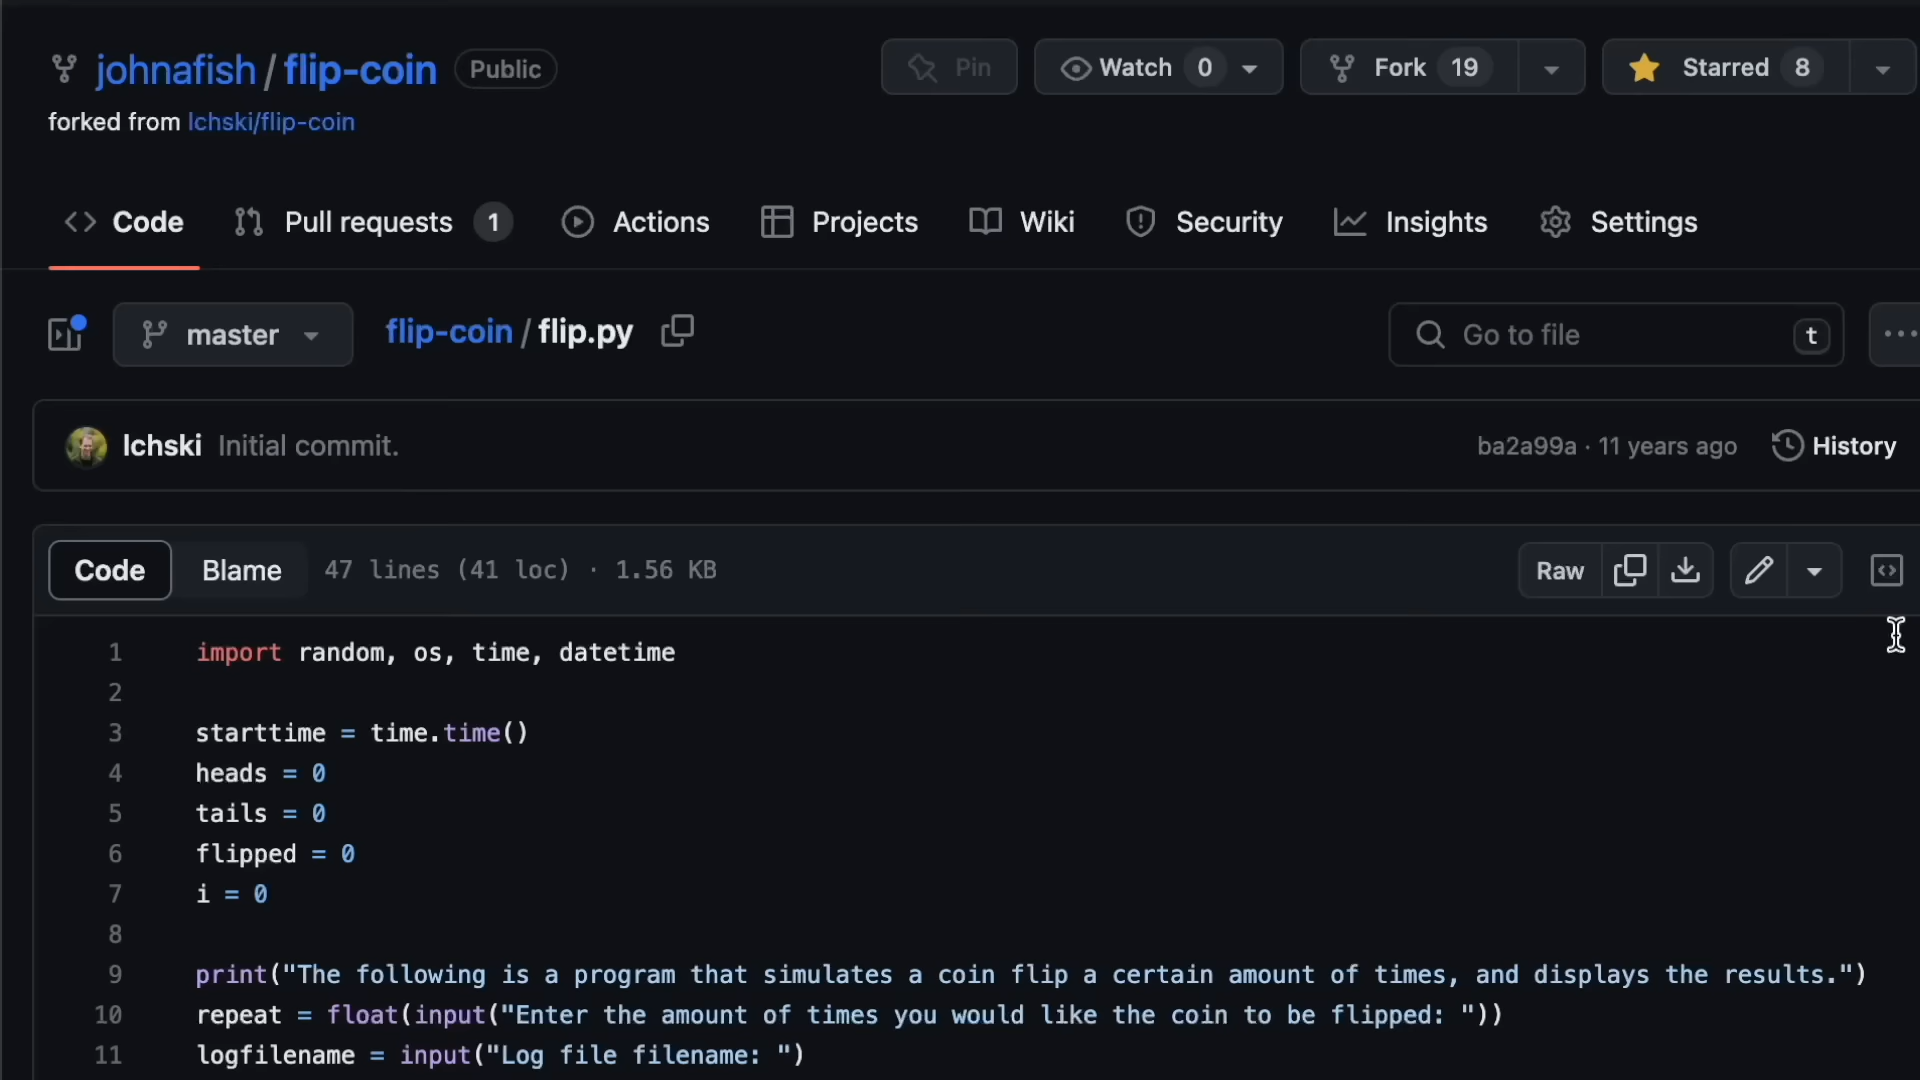 johnafish / flip-coin Public Pin Watch 0 Fork 19 Starred 8
forked from lchski/flip-coin
Code Pull requests 1 Actions Projects Wiki Security Insights Settings
master flip-coin / flip.py Go to file t
lchski Initial commit. ba2a99a · 11 years ago History
Code Blame 47 lines (41 loc) · 1.56 KB Raw
1 import random, os, time, datetime
2
3 starttime = time.time()
4 heads = 0
5 tails = 0
6 flipped = 0
7 i = 0
8
9 print("The following is a program that simulates a coin flip a certain amount of times, and displays the results.")
10 repeat = float(input("Enter the amount of times you would like the coin to be flipped: "))
11 logfilename = input("Log file filename: ")